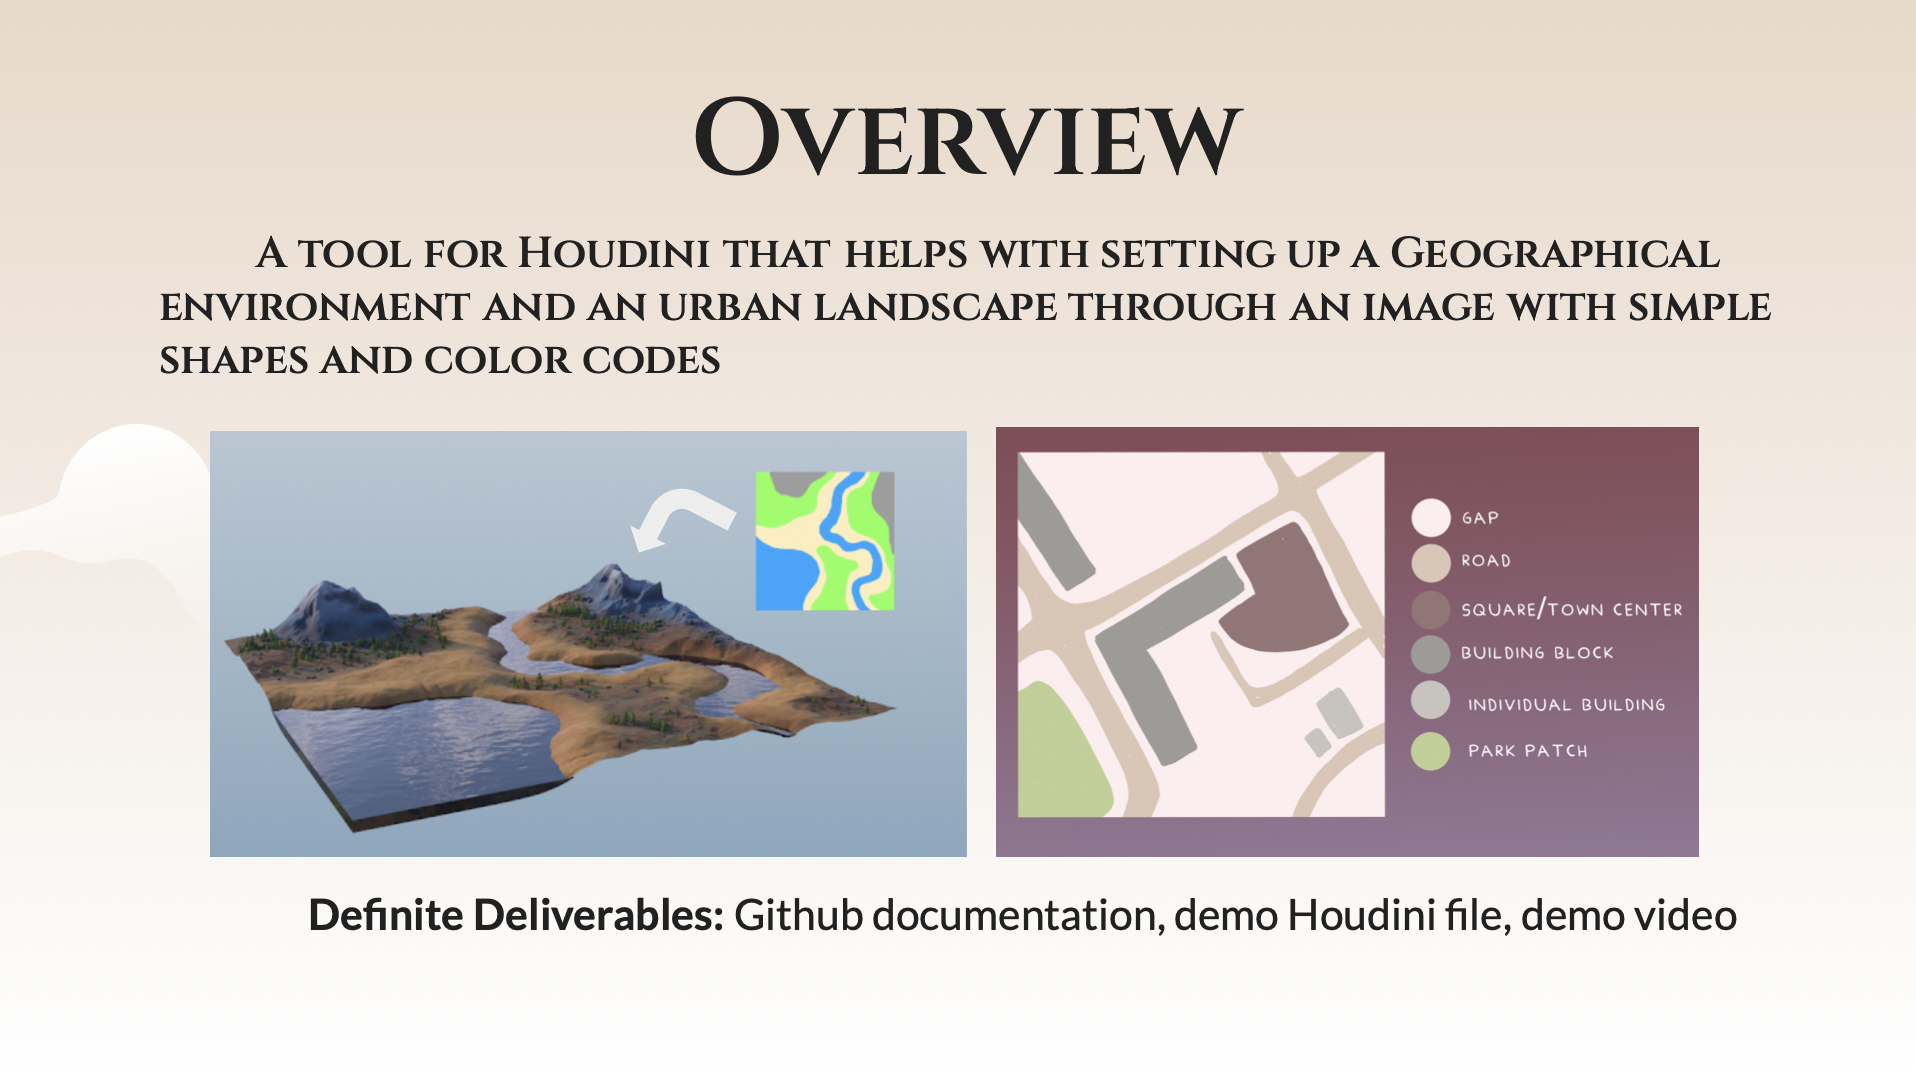 Overview
A tool for Houdini that helps with setting up a Geographical
environment and an urban landscape through an image with simple
shapes and color codes
GAP
ROAD
SQUARE/TOWN CENTER
BUILDING BLOCK
INDIVIDUAL BUILDING
PARK PATCH
Definite Deliverables: Github documentation, demo Houdini file, demo video